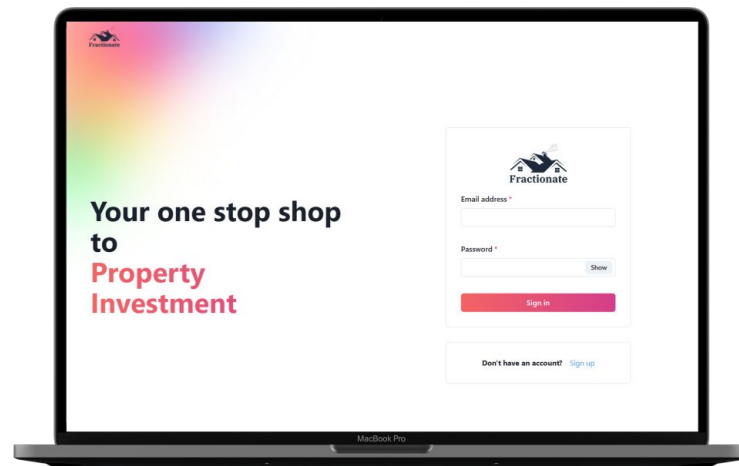 Fractionate
Your one stop shop
to
Property
Investment
Fractionate
Email address *
Password *
Show
Sign in
Don't have an account? Sign up
MacBook Pro